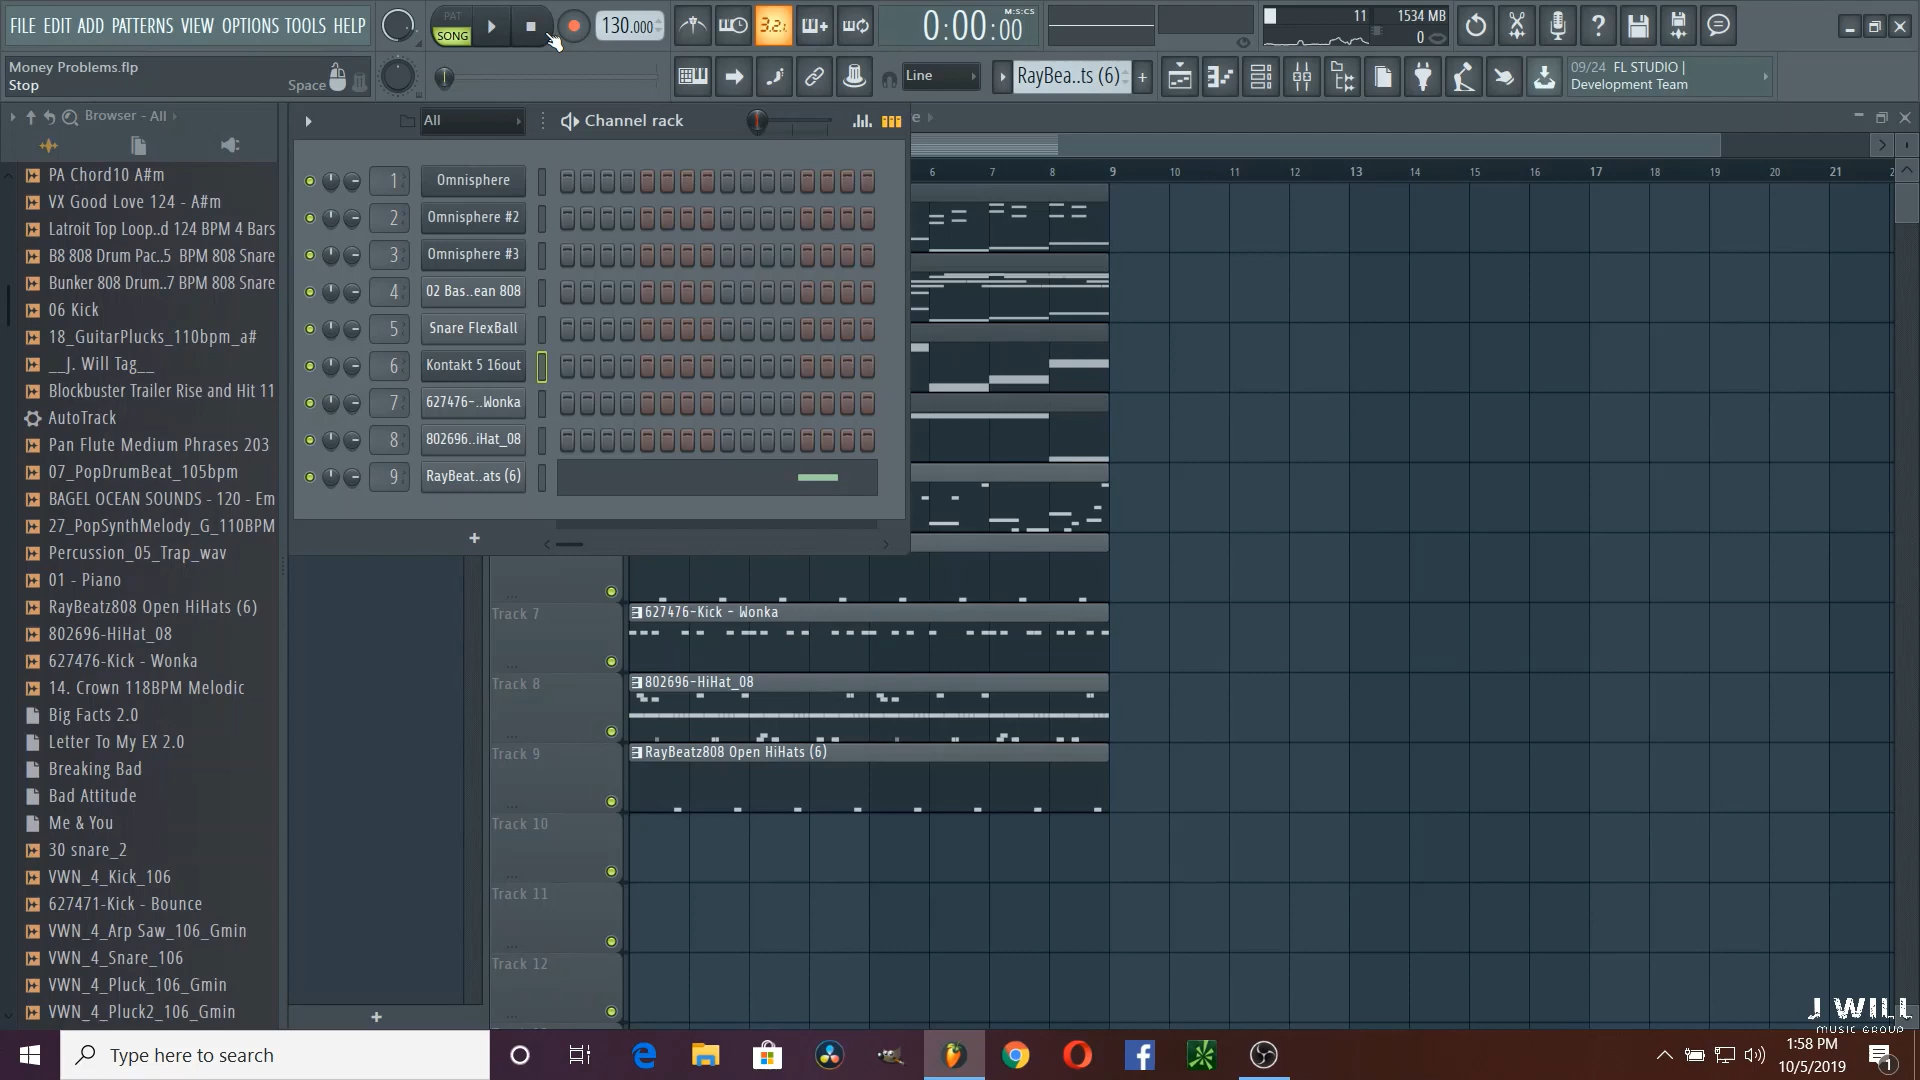 FILE EDIT ADD PATTERNS VIEW OPTIONS TOOLS HELP
PAT
SONG
130.000
3.2.
0:00:00
M:S:CS
11
1534 MB
0
Money Problems.flp
Stop
Space
Line
RayBea..ts (6)
+
09/24 FL STUDIO |
Development Team
Browser - All
All
Channel rack
PA Chord10 A#m
VX Good Love 124 - A#m
Latroit Top Loop..d 124 BPM 4 Bars
B8 808 Drum Pac..5 BPM 808 Snare
Bunker 808 Drum..7 BPM 808 Snare
06 Kick
18_GuitarPlucks_110bpm_a#
__J. Will Tag__
Blockbuster Trailer Rise and Hit 11
AutoTrack
Pan Flute Medium Phrases 203
07_PopDrumBeat_105bpm
BAGEL OCEAN SOUNDS - 120 - Em
27_PopSynthMelody_G_110BPM
Percussion_05_Trap_wav
01 - Piano
RayBeatz808 Open HiHats (6)
802696-HiHat_08
627476-Kick - Wonka
14. Crown 118BPM Melodic
Big Facts 2.0
Letter To My EX 2.0
Breaking Bad
Bad Attitude
Me & You
30 snare_2
VWN_4_Kick_106
627471-Kick - Bounce
VWN_4_Arp Saw_106_Gmin
VWN_4_Snare_106
VWN_4_Pluck_106_Gmin
VWN_4_Pluck2_106_Gmin
1 Omnisphere
2 Omnisphere #2
3 Omnisphere #3
4 02 Bas..ean 808
5 Snare FlexBall
6 Kontakt 5 16out
7 627476-..Wonka
8 802696..iHat_08
9 RayBeat..ats (6)
+
6 7 8 9 10 11 12 13 14 15 16 17 18 19 20 21
Track 7
627476-Kick - Wonka
Track 8
802696-HiHat_08
Track 9
RayBeatz808 Open HiHats (6)
Track 10
Track 11
Track 12
+
J WILL
MUSIC GROUP
Type here to search
1:58 PM
10/5/2019
1